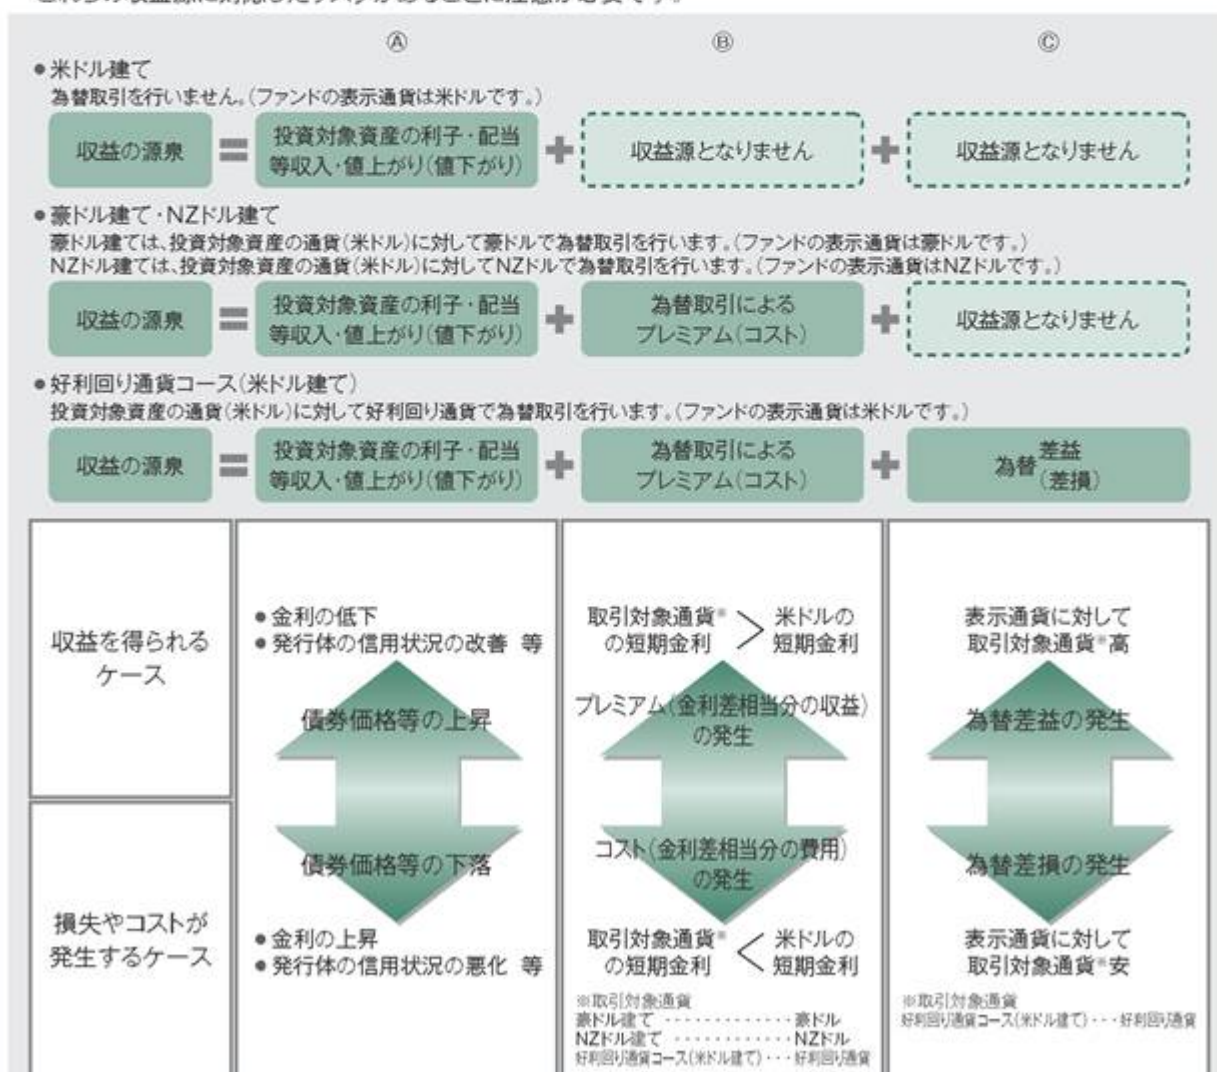 Ⓐ Ⓑ Ⓒ
●米ドル建て
為替取引を行いません。(ファンドの表示通貨は米ドルです。)
収益の源泉 = 投資対象資産の利子・配当 + 収益源となりません + 収益源となりません
等収入・値上がり(値下がり)
●豪ドル建て・NZドル建て
豪ドル建ては、投資対象資産の通貨(米ドル)に対して豪ドルで為替取引を行います。(ファンドの表示通貨は豪ドルです。)
NZドル建ては、投資対象資産の通貨(米ドル)に対してNZドルで為替取引を行います。(ファンドの表示通貨はNZドルです。)
収益の源泉 = 投資対象資産の利子・配当 + 為替取引による + 収益源となりません
等収入・値上がり(値下がり) プレミアム(コスト)
●好利回り通貨コース(米ドル建て)
投資対象資産の通貨(米ドル)に対して好利回り通貨で為替取引を行います。(ファンドの表示通貨は米ドルです。)
収益の源泉 = 投資対象資産の利子・配当 + 為替取引による + 為替 差益
等収入・値上がり(値下がり) プレミアム(コスト) (差損)
収益を得られる
ケース
●金利の低下
●発行体の信用状況の改善 等
債券価格等の上昇
取引対象通貨※ > 米ドルの
の短期金利 短期金利
プレミアム(金利差相当分の収益)
の発生
表示通貨に対して
取引対象通貨※高
為替差益の発生
損失やコストが
発生するケース
債券価格等の下落
●金利の上昇
●発行体の信用状況の悪化 等
コスト(金利差相当分の費用)
の発生
取引対象通貨※ < 米ドルの
の短期金利 短期金利
※取引対象通貨
豪ドル建て ・・・・・・・・・・・・・ 豪ドル
NZドル建て ・・・・・・・・・・・・ NZドル
好利回り通貨コース(米ドル建て)・・・好利回り通貨
為替差損の発生
表示通貨に対して
取引対象通貨※安
※取引対象通貨
好利回り通貨コース(米ドル建て)・・・好利回り通貨